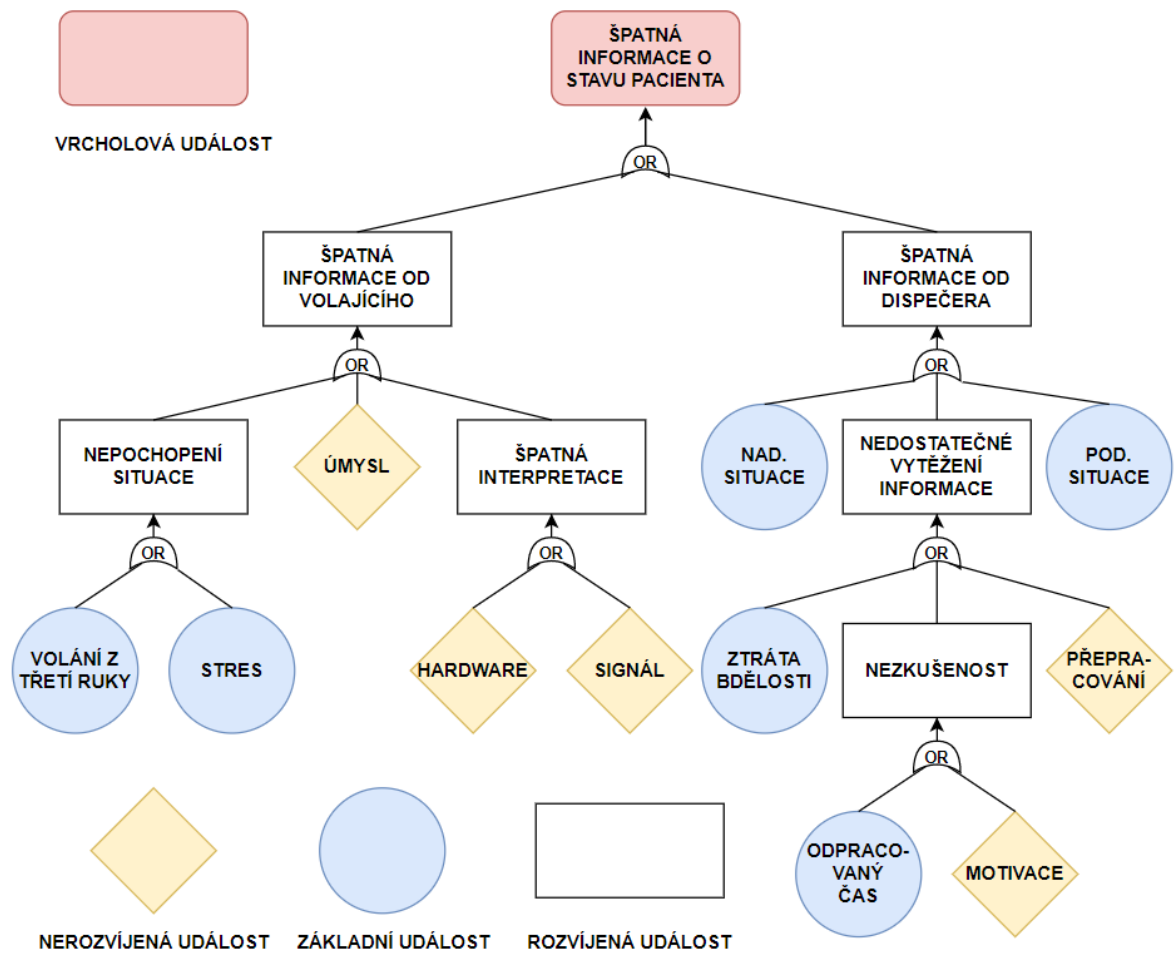 ŠPATNÁ
INFORMACE O
STAVU PACIENTA
VRCHOLOVÁ UDÁLOST
OR
ŠPATNÁ
INFORMACE OD
VOLAJÍCÍHO
ŠPATNÁ
INFORMACE OD
DISPEČERA
OR
OR
NEPOCHOPENÍ
SITUACE
ÚMYSL
ŠPATNÁ
INTERPRETACE
NAD.
SITUACE
NEDOSTATEČNÉ
VYTĚŽENÍ
INFORMACE
POD.
SITUACE
OR
OR
OR
VOLÁNÍ Z
TŘETÍ RUKY
STRES
HARDWARE
SIGNÁL
ZTRÁTA
BDĚLOSTI
NEZKUŠENOST
PŘEPRA-
COVÁNÍ
OR
ODPRACO-
VANÝ
ČAS
MOTIVACE
NEROZVÍJENÁ UDÁLOST
ZÁKLADNÍ UDÁLOST
ROZVÍJENÁ UDÁLOST